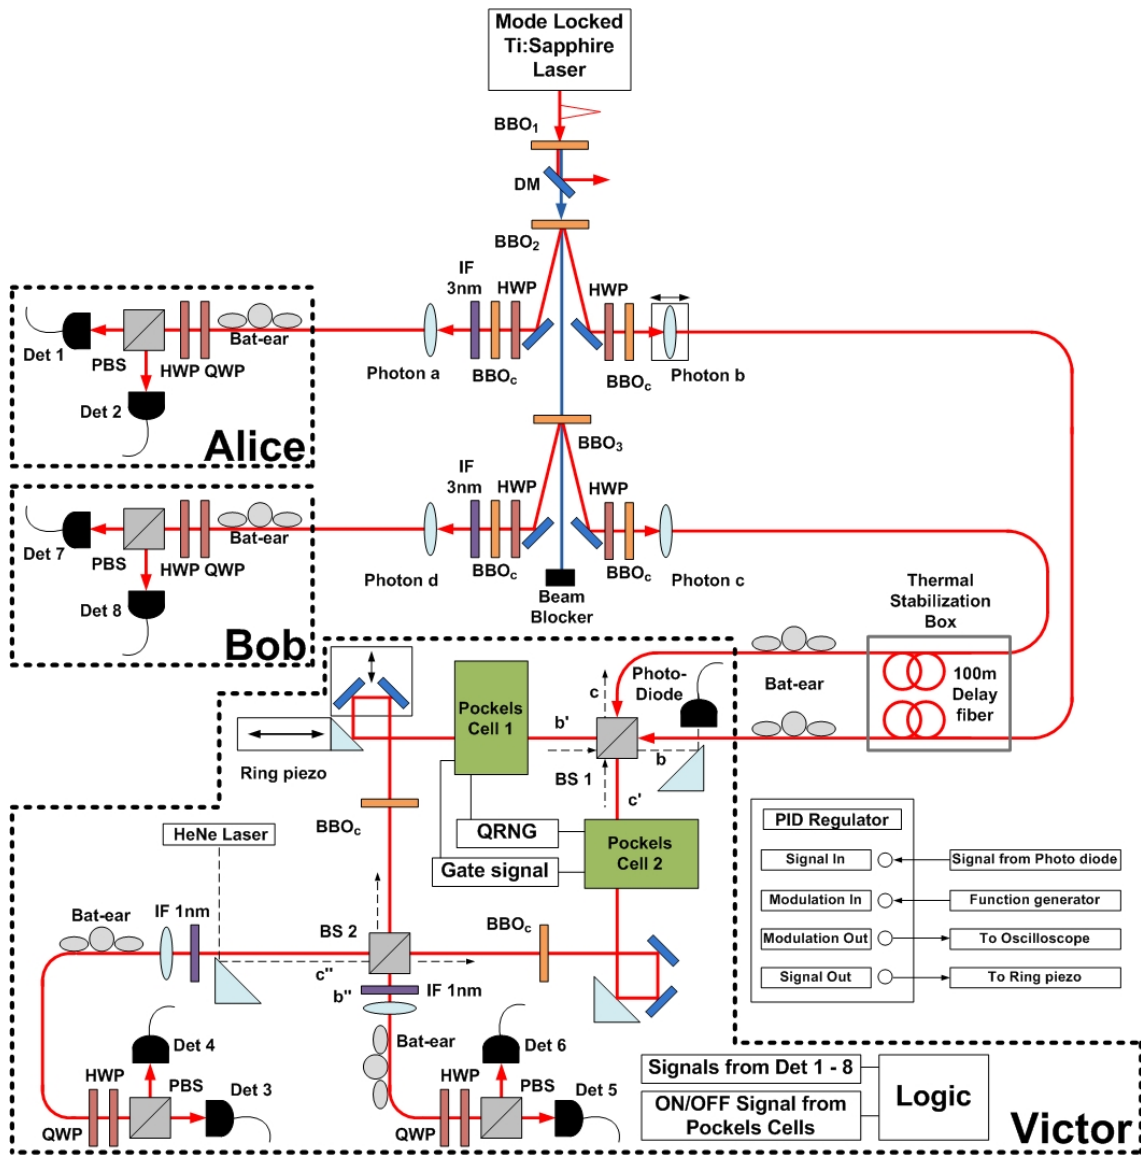 Mode Locked
Ti:Sapphire
Laser
BBO₁
DM
BBO₂
IF
3nm
HWP
HWP
Bat-ear
Det 1
PBS
HWP
QWP
Photon a
BBOc
BBOc
Photon b
Det 2
Alice
BBO₃
IF
3nm
HWP
HWP
Bat-ear
Det 7
PBS
HWP
QWP
Photon d
BBOc
BBOc
Photon c
Det 8
Bob
Beam
Blocker
Thermal
Stabilization
Box
100m
Delay
fiber
Bat-ear
Photo-
Diode
c
b'
b
BS 1
c'
Pockels
Cell 1
Ring piezo
BBOc
QRNG
Gate signal
Pockels
Cell 2
HeNe Laser
PID Regulator
Signal In
Signal from Photo diode
Modulation In
Function generator
Modulation Out
To Oscilloscope
Signal Out
To Ring piezo
Bat-ear
IF 1nm
BS 2
BBOc
c''
b''
IF 1nm
Bat-ear
Det 4
HWP
PBS
Det 3
QWP
Det 6
HWP
PBS
Det 5
QWP
Signals from Det 1 - 8
ON/OFF Signal from
Pockels Cells
Logic
Victor